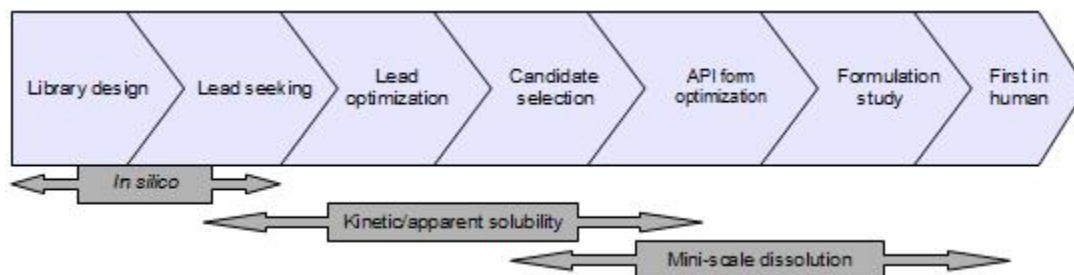 Library design
Lead seeking
Lead
optimization
Candidate
selection
API form
optimization
Formulation
study
First in
human
In silico
Kinetic/apparent solubility
Mini-scale dissolution